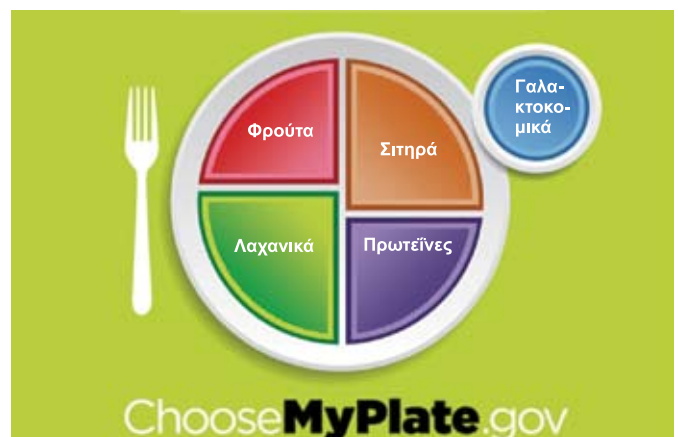 Φρούτα
Σιτηρά
Γαλα-
κτοκο-
μικά
Λαχανικά
Πρωτεΐνες
ChooseMyPlate.gov